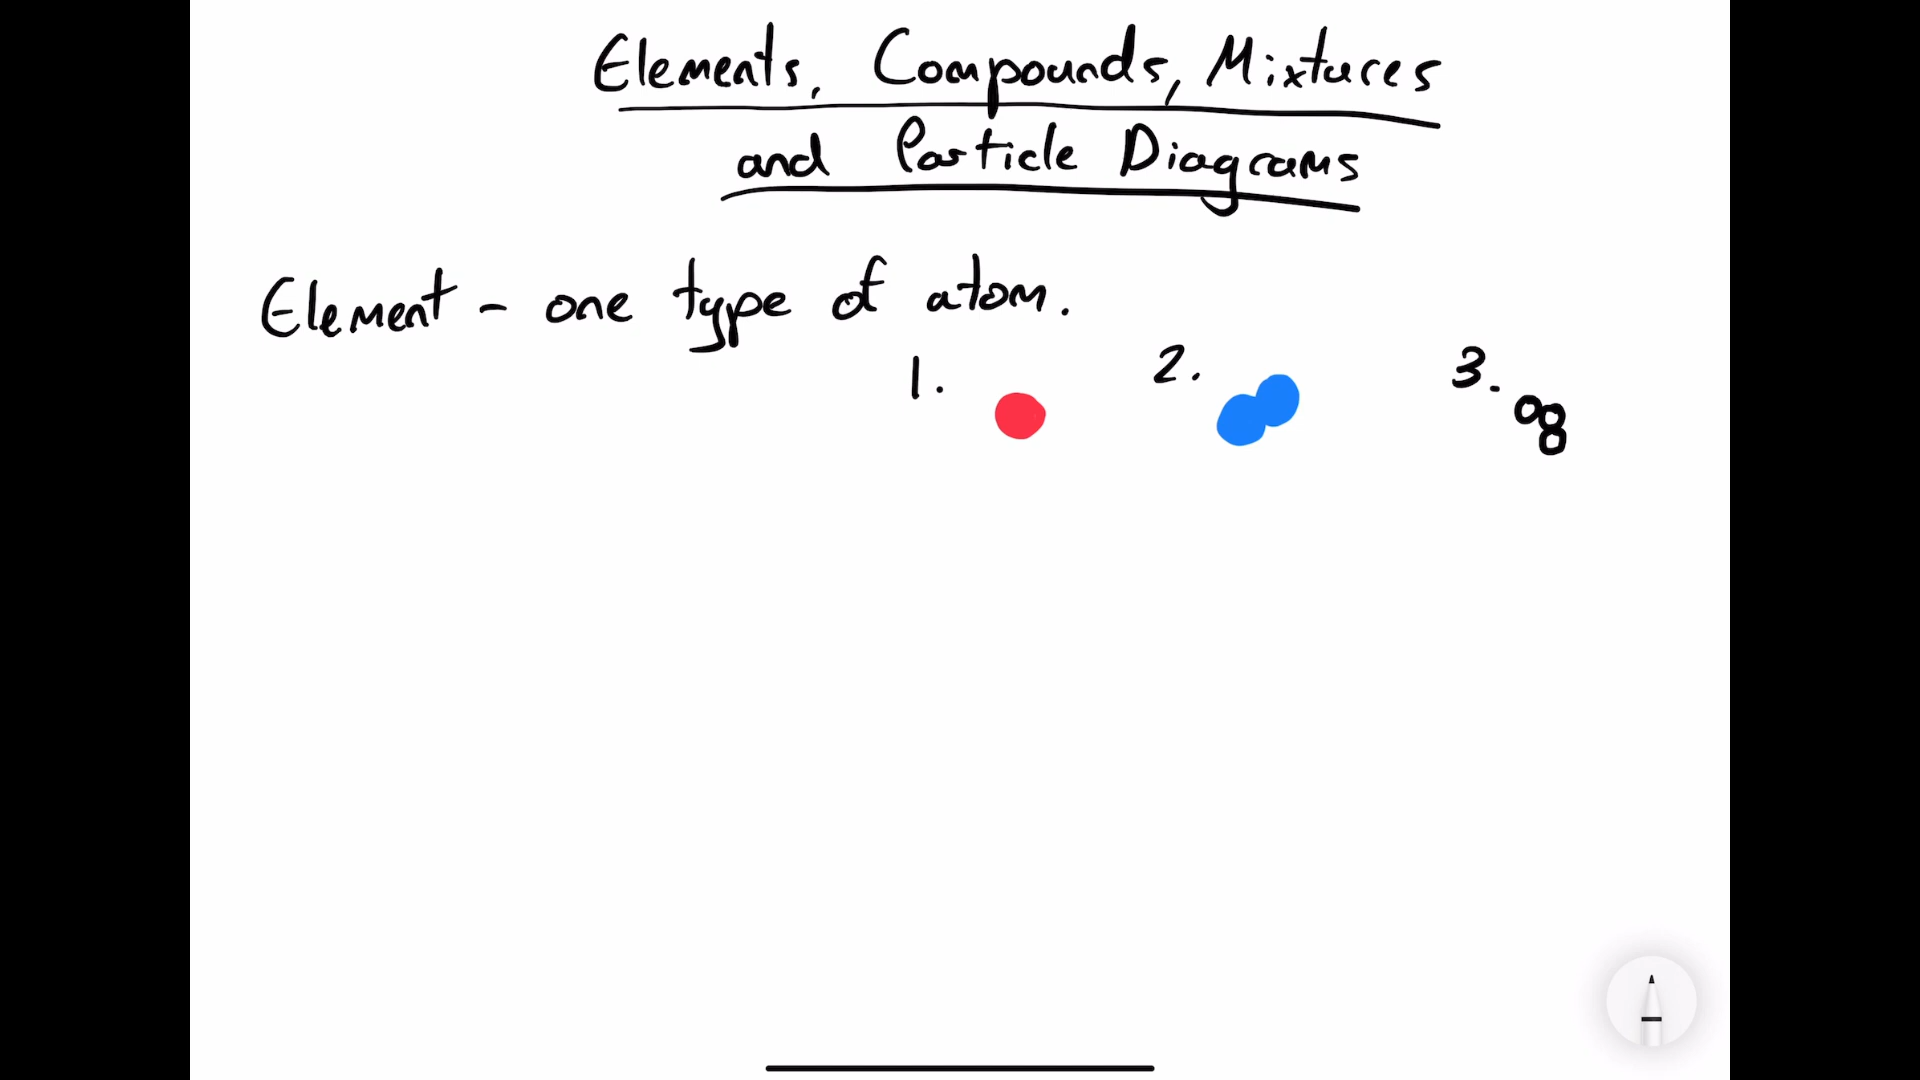 Elements, Compounds, Mixtures
and Particle Diagrams
Element - one type of atom.
1. 2. 3.